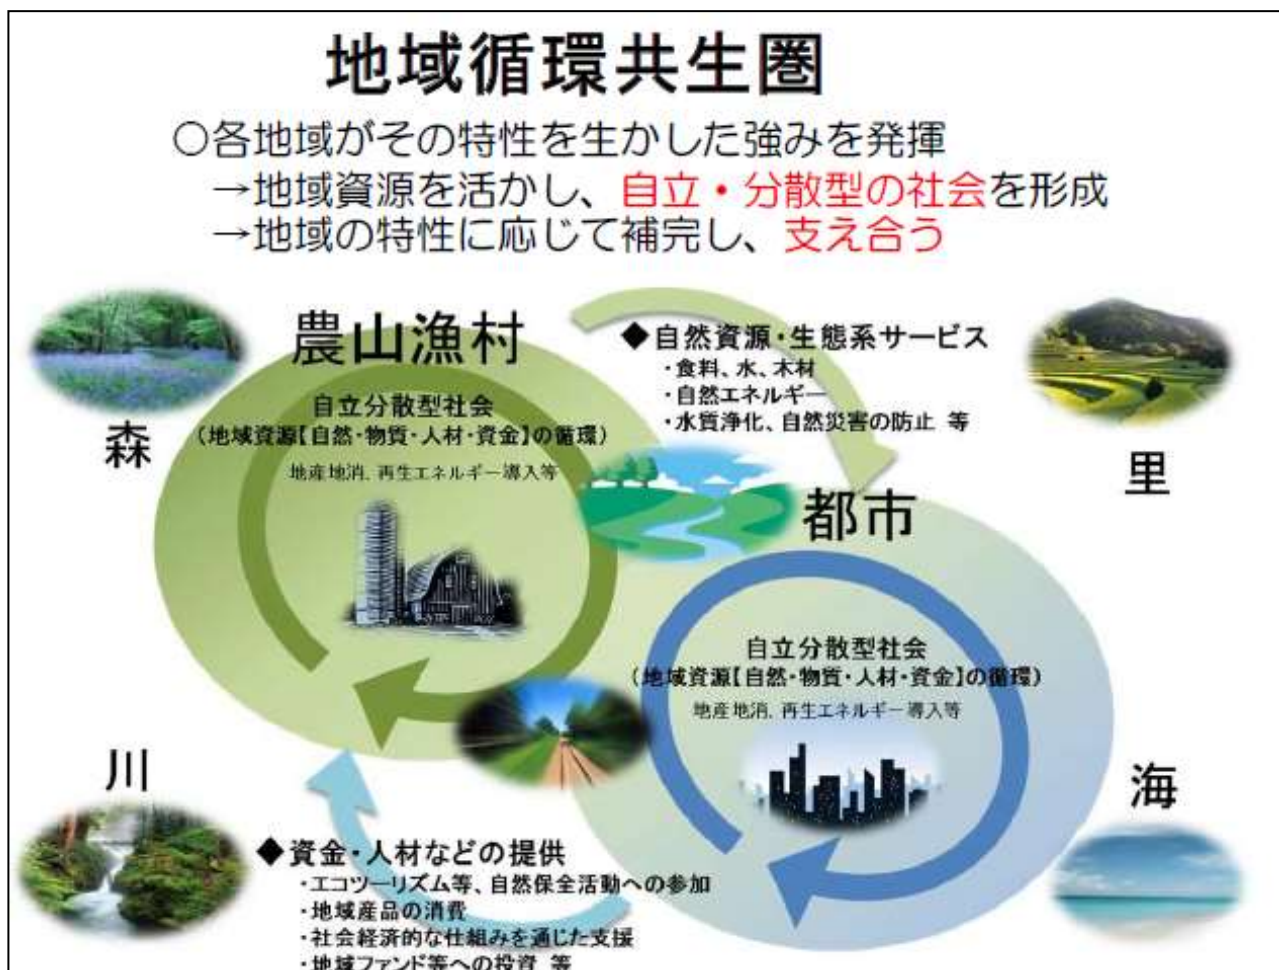 地域循環共生圏
○各地域がその特性を生かした強みを発揮
→地域資源を活かし、自立・分散型の社会を形成
→地域の特性に応じて補完し、支え合う
農山漁村
自立分散型社会
(地域資源【自然・物質・人材・資金】の循環)
地産地消、再生エネルギー導入等
◆自然資源・生態系サービス
・食料、水、木材
・自然エネルギー
・水質浄化、自然災害の防止 等
森
里
都市
自立分散型社会
(地域資源【自然・物質・人材・資金】の循環)
地産地消、再生エネルギー導入等
川
海
◆資金・人材などの提供
・エコツーリズム等、自然保全活動への参加
・地域産品の消費
・社会経済的な仕組みを通じた支援
・地域ファンド等への投資 等